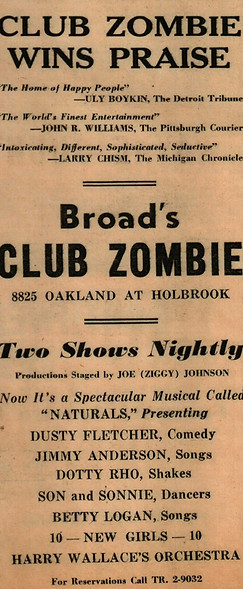 CLUB ZOMBIE
WINS PRAISE
"The Home of Happy People"
—ULY BOYKIN, The Detroit Tribune
"The World's Finest Entertainment"
—JOHN R. WILLIAMS, The Pittsburgh Courier
"Intoxicating, Different, Sophisticated, Seductive"
—LARRY CHISM, The Michigan Chronicle
Broad's
CLUB ZOMBIE
8825 OAKLAND AT HOLBROOK
Two Shows Nightly
Productions Staged by JOE (ZIGGY) JOHNSON
Now It's a Spectacular Musical Called
"NATURALS," Presenting
DUSTY FLETCHER, Comedy
JIMMY ANDERSON, Songs
DOTTY RHO, Shakes
SON and SONNIE, Dancers
BETTY LOGAN, Songs
10 — NEW GIRLS — 10
HARRY WALLACE'S ORCHESTRA
For Reservations Call TR. 2-9032